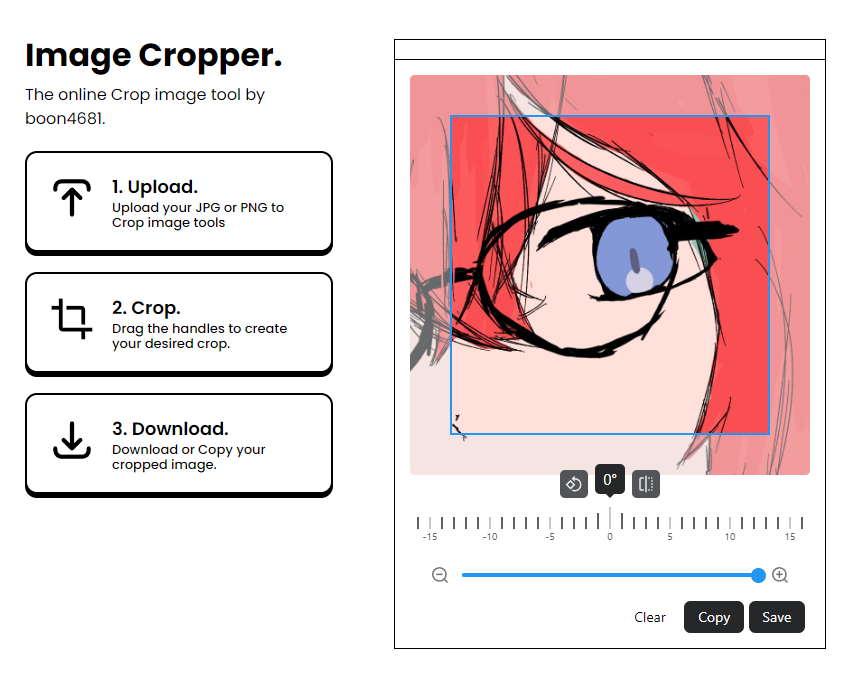 Image Cropper.
The online Crop image tool by
boon4681.
1. Upload.
Upload your JPG or PNG to
Crop image tools
2. Crop.
Drag the handles to create
your desired crop.
3. Download.
Download or Copy your
cropped image.
0°
-15 -10 -5 0 5 10 15
Clear Copy Save